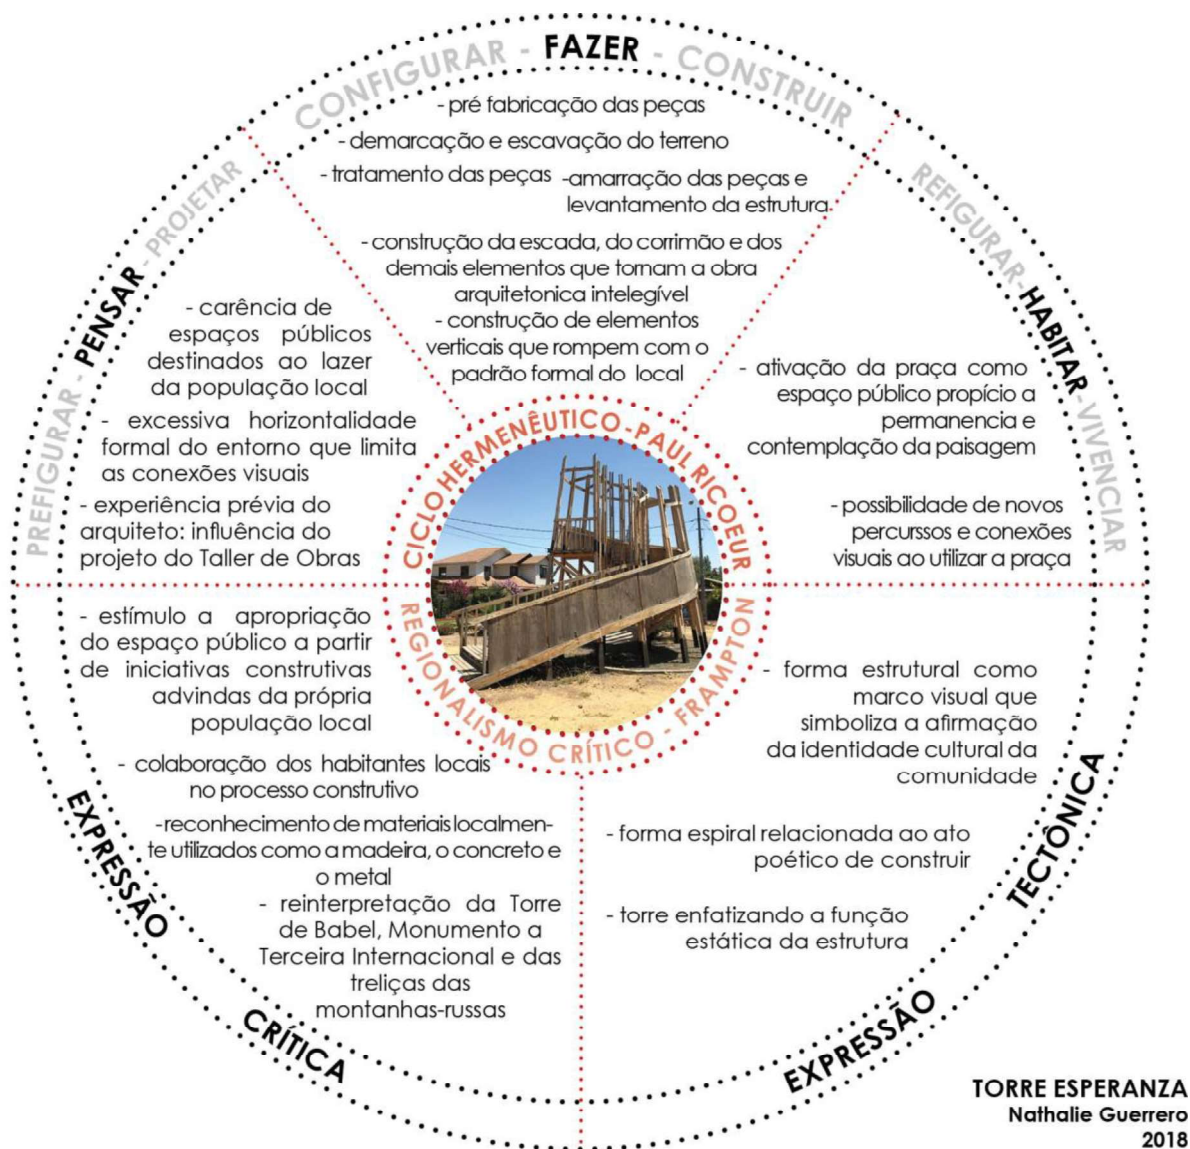 CONFIGURAR - FAZER - CONSTRUIR
- pré fabricação das peças
- demarcação e escavação do terreno
- tratamento das peças
-amarração das peças e
levantamento da estrutura
- construção da escada, do corrimão e dos
demais elementos que tornam a obra
arquitetonica intelegível
- construção de elementos
verticais que rompem com o
padrão formal do local
PREFIGURAR - PENSAR - PROJETAR
- carência de
espaços públicos
destinados ao lazer
da população local
- excessiva horizontalidade
formal do entorno que limita
as conexões visuais
- experiência prévia do
arquiteto: influência do
projeto do Taller de Obras
REFIGURAR - HABITAR - VIVENCIAR
- ativação da praça como
espaço público propício a
permanencia e
contemplação da paisagem
- possibilidade de novos
percurssos e conexões
visuais ao utilizar a praça
CICLO HERMENÊUTICO - PAUL RICOEUR
REGIONALISMO CRÍTICO - FRAMPTON
- estímulo a apropriação
do espaço público a partir
de iniciativas construtivas
advindas da própria
população local
- colaboração dos habitantes locais
no processo construtivo
- reconhecimento de materiais localmen-
te utilizados como a madeira, o concreto e
o metal
- reinterpretação da Torre
de Babel, Monumento a
Terceira Internacional e das
treliças das
montanhas-russas
EXPRESSÃO
CRÍTICA
- forma estrutural como
marco visual que
simboliza a afirmação
da identidade cultural da
comunidade
- forma espiral relacionada ao ato
poético de construir
- torre enfatizando a função
estática da estrutura
EXPRESSÃO
TECTÔNICA
TORRE ESPERANZA
Nathalie Guerrero
2018